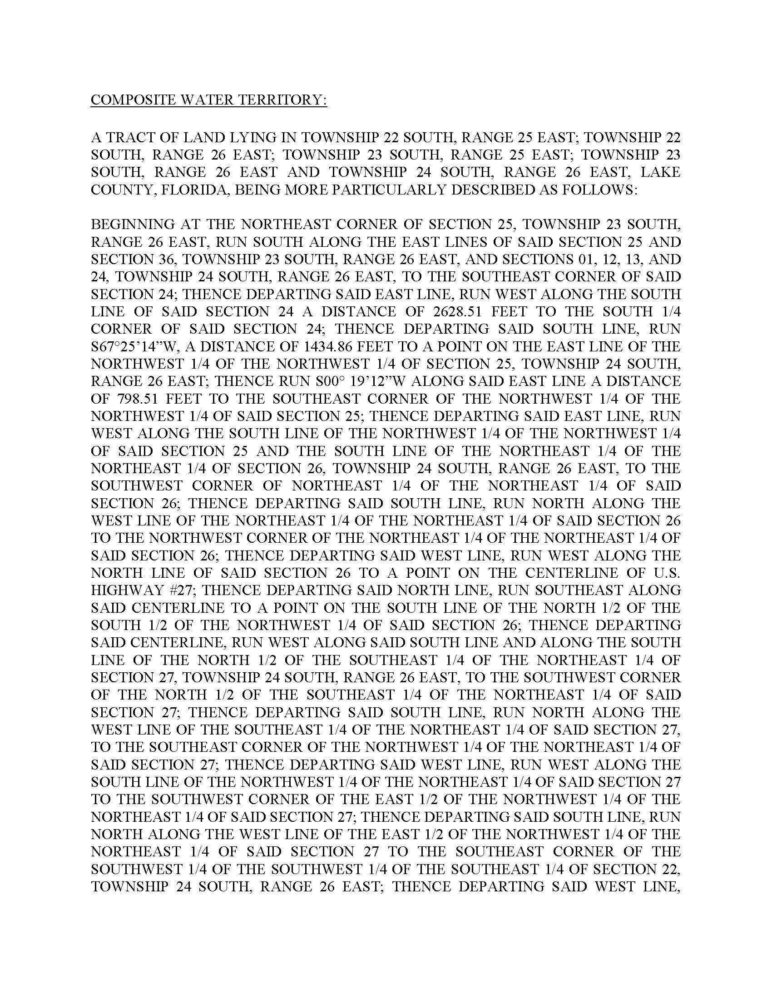 COMPOSITE WATER TERRITORY:
A TRACT OF LAND LYING IN TOWNSHIP 22 SOUTH, RANGE 25 EAST; TOWNSHIP 22
SOUTH, RANGE 26 EAST; TOWNSHIP 23 SOUTH, RANGE 25 EAST; TOWNSHIP 23
SOUTH, RANGE 26 EAST AND TOWNSHIP 24 SOUTH, RANGE 26 EAST, LAKE
COUNTY, FLORIDA, BEING MORE PARTICULARLY DESCRIBED AS FOLLOWS:
BEGINNING AT THE NORTHEAST CORNER OF SECTION 25, TOWNSHIP 23 SOUTH,
RANGE 26 EAST, RUN SOUTH ALONG THE EAST LINES OF SAID SECTION 25 AND
SECTION 36, TOWNSHIP 23 SOUTH, RANGE 26 EAST, AND SECTIONS 01, 12, 13, AND
24, TOWNSHIP 24 SOUTH, RANGE 26 EAST, TO THE SOUTHEAST CORNER OF SAID
SECTION 24; THENCE DEPARTING SAID EAST LINE, RUN WEST ALONG THE SOUTH
LINE OF SAID SECTION 24 A DISTANCE OF 2628.51 FEET TO THE SOUTH 1/4
CORNER OF SAID SECTION 24; THENCE DEPARTING SAID SOUTH LINE, RUN
S67°25’14”W, A DISTANCE OF 1434.86 FEET TO A POINT ON THE EAST LINE OF THE
NORTHWEST 1/4 OF THE NORTHWEST 1/4 OF SECTION 25, TOWNSHIP 24 SOUTH,
RANGE 26 EAST; THENCE RUN S00° 19’12”W ALONG SAID EAST LINE A DISTANCE
OF 798.51 FEET TO THE SOUTHEAST CORNER OF THE NORTHWEST 1/4 OF THE
NORTHWEST 1/4 OF SAID SECTION 25; THENCE DEPARTING SAID EAST LINE, RUN
WEST ALONG THE SOUTH LINE OF THE NORTHWEST 1/4 OF THE NORTHWEST 1/4
OF SAID SECTION 25 AND THE SOUTH LINE OF THE NORTHEAST 1/4 OF THE
NORTHEAST 1/4 OF SECTION 26, TOWNSHIP 24 SOUTH, RANGE 26 EAST, TO THE
SOUTHWEST CORNER OF NORTHEAST 1/4 OF THE NORTHEAST 1/4 OF SAID
SECTION 26; THENCE DEPARTING SAID SOUTH LINE, RUN NORTH ALONG THE
WEST LINE OF THE NORTHEAST 1/4 OF THE NORTHEAST 1/4 OF SAID SECTION 26
TO THE NORTHWEST CORNER OF THE NORTHEAST 1/4 OF THE NORTHEAST 1/4 OF
SAID SECTION 26; THENCE DEPARTING SAID WEST LINE, RUN WEST ALONG THE
NORTH LINE OF SAID SECTION 26 TO A POINT ON THE CENTERLINE OF U.S.
HIGHWAY #27; THENCE DEPARTING SAID NORTH LINE, RUN SOUTHEAST ALONG
SAID CENTERLINE TO A POINT ON THE SOUTH LINE OF THE NORTH 1/2 OF THE
SOUTH 1/2 OF THE NORTHWEST 1/4 OF SAID SECTION 26; THENCE DEPARTING
SAID CENTERLINE, RUN WEST ALONG SAID SOUTH LINE AND ALONG THE SOUTH
LINE OF THE NORTH 1/2 OF THE SOUTHEAST 1/4 OF THE NORTHEAST 1/4 OF
SECTION 27, TOWNSHIP 24 SOUTH, RANGE 26 EAST, TO THE SOUTHWEST CORNER
OF THE NORTH 1/2 OF THE SOUTHEAST 1/4 OF THE NORTHEAST 1/4 OF SAID
SECTION 27; THENCE DEPARTING SAID SOUTH LINE, RUN NORTH ALONG THE
WEST LINE OF THE SOUTHEAST 1/4 OF THE NORTHEAST 1/4 OF SAID SECTION 27,
TO THE SOUTHEAST CORNER OF THE NORTHWEST 1/4 OF THE NORTHEAST 1/4 OF
SAID SECTION 27; THENCE DEPARTING SAID WEST LINE, RUN WEST ALONG THE
SOUTH LINE OF THE NORTHWEST 1/4 OF THE NORTHEAST 1/4 OF SAID SECTION 27
TO THE SOUTHWEST CORNER OF THE EAST 1/2 OF THE NORTHWEST 1/4 OF THE
NORTHEAST 1/4 OF SAID SECTION 27; THENCE DEPARTING SAID SOUTH LINE, RUN
NORTH ALONG THE WEST LINE OF THE EAST 1/2 OF THE NORTHWEST 1/4 OF THE
NORTHEAST 1/4 OF SAID SECTION 27 TO THE SOUTHEAST CORNER OF THE
SOUTHWEST 1/4 OF THE SOUTHWEST 1/4 OF THE SOUTHEAST 1/4 OF SECTION 22,
TOWNSHIP 24 SOUTH, RANGE 26 EAST; THENCE DEPARTING SAID WEST LINE,